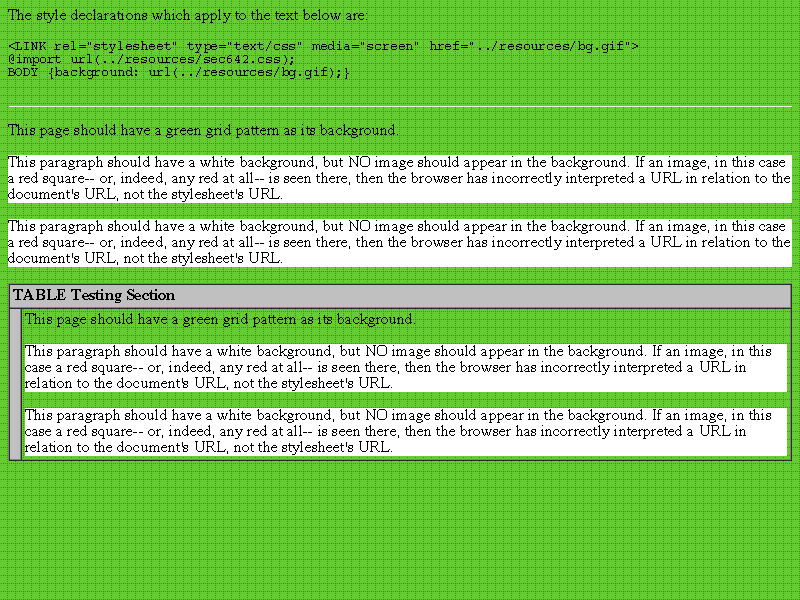 The style declarations which apply to the text below are:
<LINK rel="stylesheet" type="text/css" media="screen" href="../resources/bg.gif">
@import url(../resources/sec642.css);
BODY {background: url(../resources/bg.gif);}
This page should have a green grid pattern as its background.
This paragraph should have a white background, but NO image should appear in the background. If an image, in this case
a red square-- or, indeed, any red at all-- is seen there, then the browser has incorrectly interpreted a URL in relation to the
document's URL, not the stylesheet's URL.
This paragraph should have a white background, but NO image should appear in the background. If an image, in this case
a red square-- or, indeed, any red at all-- is seen there, then the browser has incorrectly interpreted a URL in relation to the
document's URL, not the stylesheet's URL.
TABLE Testing Section
This page should have a green grid pattern as its background.
This paragraph should have a white background, but NO image should appear in the background. If an image, in this
case a red square-- or, indeed, any red at all-- is seen there, then the browser has incorrectly interpreted a URL in
relation to the document's URL, not the stylesheet's URL.
This paragraph should have a white background, but NO image should appear in the background. If an image, in this
case a red square-- or, indeed, any red at all-- is seen there, then the browser has incorrectly interpreted a URL in
relation to the document's URL, not the stylesheet's URL.